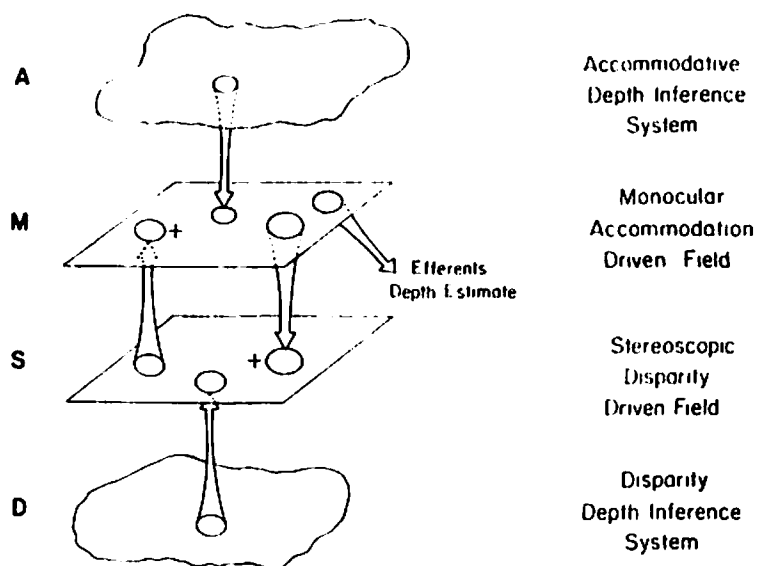 A
Accommodative
Depth Inference
System
M
+
Monocular
Accommodation
Driven Field
Efferents
Depth Estimate
S
+
Stereoscopic
Disparity
Driven Field
D
Disparity
Depth Inference
System